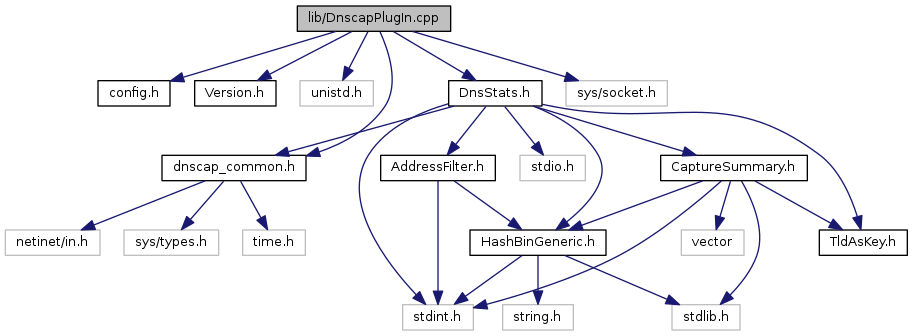 lib/DnscapPlugIn.cpp
config.h
Version.h
unistd.h
DnsStats.h
sys/socket.h
dnscap_common.h
AddressFilter.h
stdio.h
CaptureSummary.h
netinet/in.h
sys/types.h
time.h
HashBinGeneric.h
vector
TldAsKey.h
stdint.h
string.h
stdlib.h